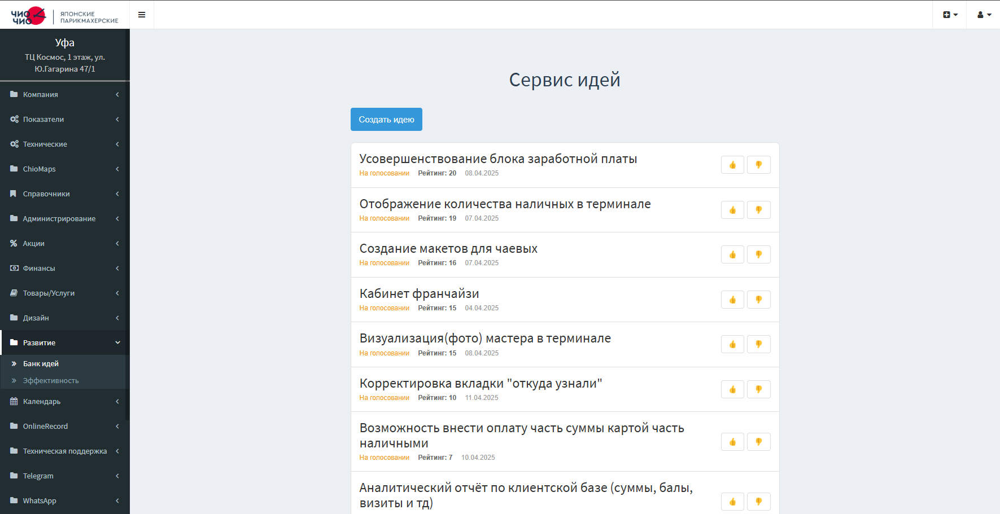 ЧИО
ЧИО
ЯПОНСКИЕ
ПАРИКМАХЕРСКИЕ
Уфа
ТЦ Космос, 1 этаж, ул.
Ю.Гагарина 47/1
Компания
Показатели
Технические
ChioMaps
Справочники
Администрирование
Акции
Финансы
Товары/Услуги
Дизайн
Развитие
Банк идей
Эффективность
Календарь
OnlineRecord
Техническая поддержка
Telegram
WhatsApp
Сервис идей
Создать идею
Усовершенствование блока заработной платы
На голосовании Рейтинг: 20 08.04.2025
Отображение количества наличных в терминале
На голосовании Рейтинг: 19 07.04.2025
Создание макетов для чаевых
На голосовании Рейтинг: 16 07.04.2025
Кабинет франчайзи
На голосовании Рейтинг: 15 04.04.2025
Визуализация(фото) мастера в терминале
На голосовании Рейтинг: 15 08.04.2025
Корректировка вкладки "откуда узнали"
На голосовании Рейтинг: 10 11.04.2025
Возможность внести оплату часть суммы картой часть
наличными
На голосовании Рейтинг: 7 10.04.2025
Аналитический отчёт по клиентской базе (суммы, балы,
визиты и тд)